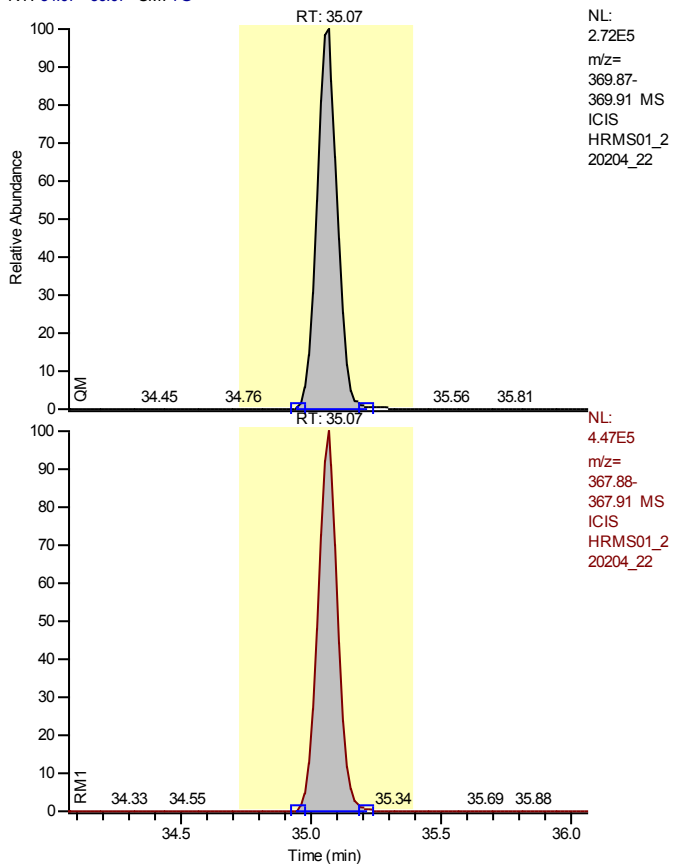 RT: 35.07
NL:
2.72E5
m/z=
369.87-
369.91 MS
ICIS
HRMS01_2
20204_22
100
90
80
70
60
50
40
30
20
10
0
Relative Abundance
QM
34.45
34.76
35.56
35.81
RT: 35.07
NL:
4.47E5
m/z=
367.88-
367.91 MS
ICIS
HRMS01_2
20204_22
100
90
80
70
60
50
40
30
20
10
0
RM1
34.33
34.55
35.34
35.69
35.88
34.5
35.0
35.5
36.0
Time (min)